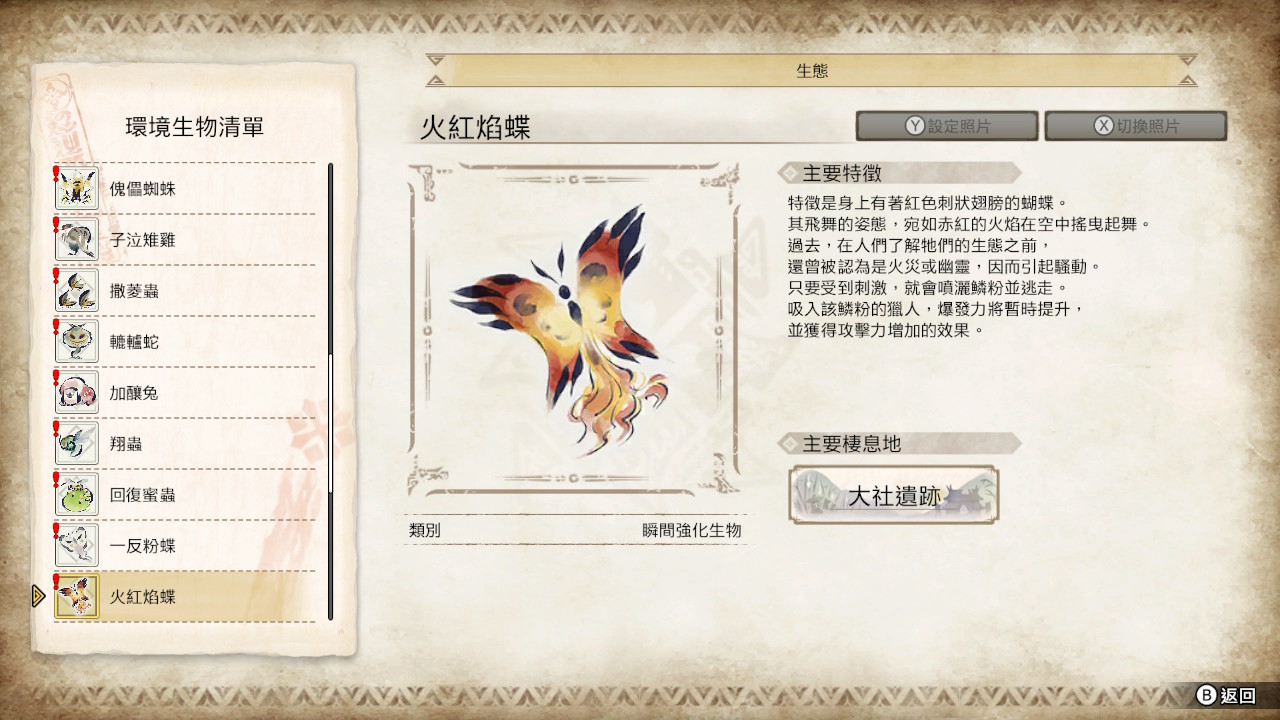 環境生物清單
傀儡蜘蛛
子泣雉雞
撒菱蟲
轆轤蛇
加釀兔
翔蟲
回復蜜蟲
一反粉蝶
火紅焰蝶
生態
火紅焰蝶
Y設定照片
X切換照片
類別
瞬間強化生物
主要特徵
特徵是身上有著紅色刺狀翅膀的蝴蝶。
其飛舞的姿態，宛如赤紅的火焰在空中搖曳起舞。
過去，在人們了解牠們的生態之前，
還曾被認為是火災或幽靈，因而引起騷動。
只要受到刺激，就會噴灑鱗粉並逃走。
吸入該鱗粉的獵人，爆發力將暫時提升，
並獲得攻擊力增加的效果。
主要棲息地
大社遺跡
B返回